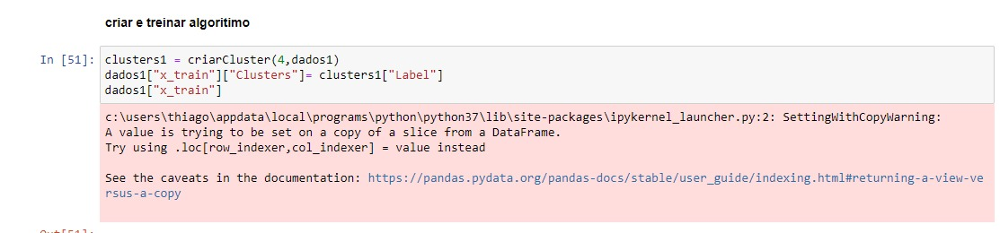 criar e treinar algoritimo
In [51]: clusters1 = criarCluster(4,dados1)
dados1["x_train"]["Clusters"]= clusters1["Label"]
dados1["x_train"]
c:\users\thiago\appdata\local\programs\python\python37\lib\site-packages\ipykernel_launcher.py:2: SettingWithCopyWarning:
A value is trying to be set on a copy of a slice from a DataFrame.
Try using .loc[row_indexer,col_indexer] = value instead
See the caveats in the documentation: https://pandas.pydata.org/pandas-docs/stable/user_guide/indexing.html#returning-a-view-ve
rsus-a-copy
Out[51]: